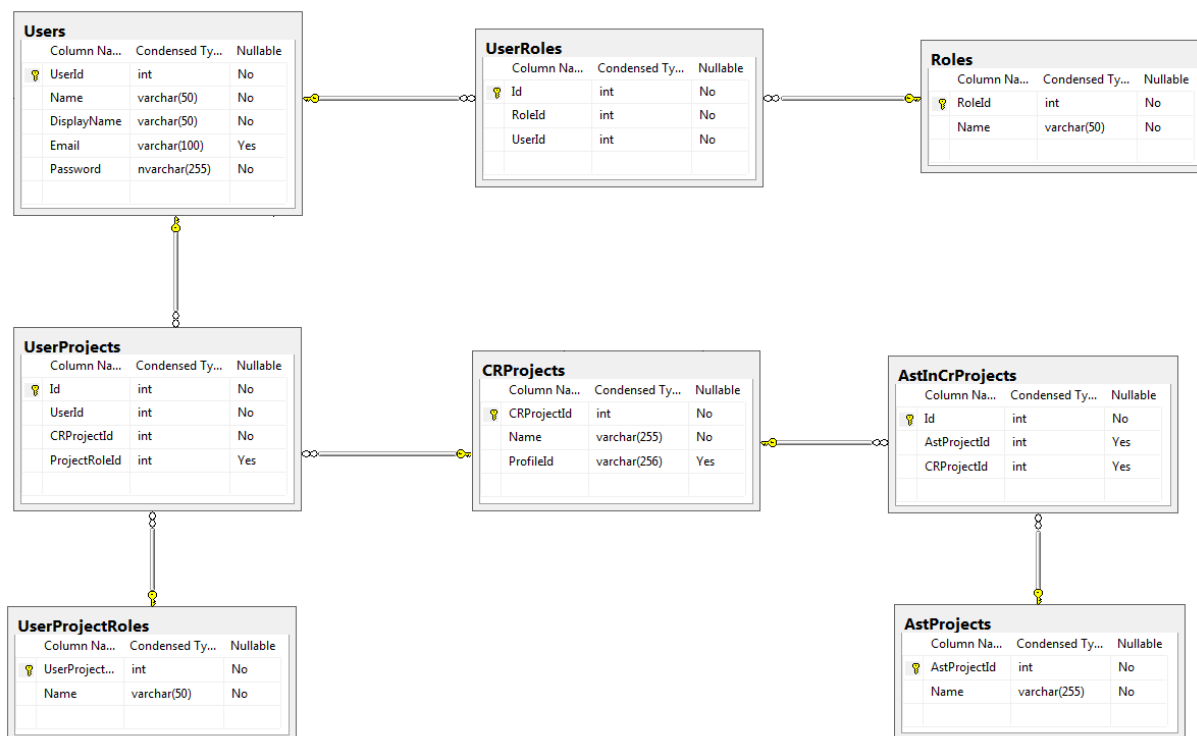 Users
Column Na... Condensed Ty... Nullable
UserId int No
Name varchar(50) No
DisplayName varchar(50) No
Email varchar(100) Yes
Password nvarchar(255) No
UserRoles
Column Na... Condensed Ty... Nullable
Id int No
RoleId int No
UserId int No
Roles
Column Na... Condensed Ty... Nullable
RoleId int No
Name varchar(50) No
UserProjects
Column Na... Condensed Ty... Nullable
Id int No
UserId int No
CRProjectId int No
ProjectRoleId int Yes
CRProjects
Column Na... Condensed Ty... Nullable
CRProjectId int No
Name varchar(255) No
ProfileId varchar(256) Yes
AstInCrProjects
Column Na... Condensed Ty... Nullable
Id int No
AstProjectId int Yes
CRProjectId int Yes
UserProjectRoles
Column Na... Condensed Ty... Nullable
UserProject... int No
Name varchar(50) No
AstProjects
Column Na... Condensed Ty... Nullable
AstProjectId int No
Name varchar(255) No